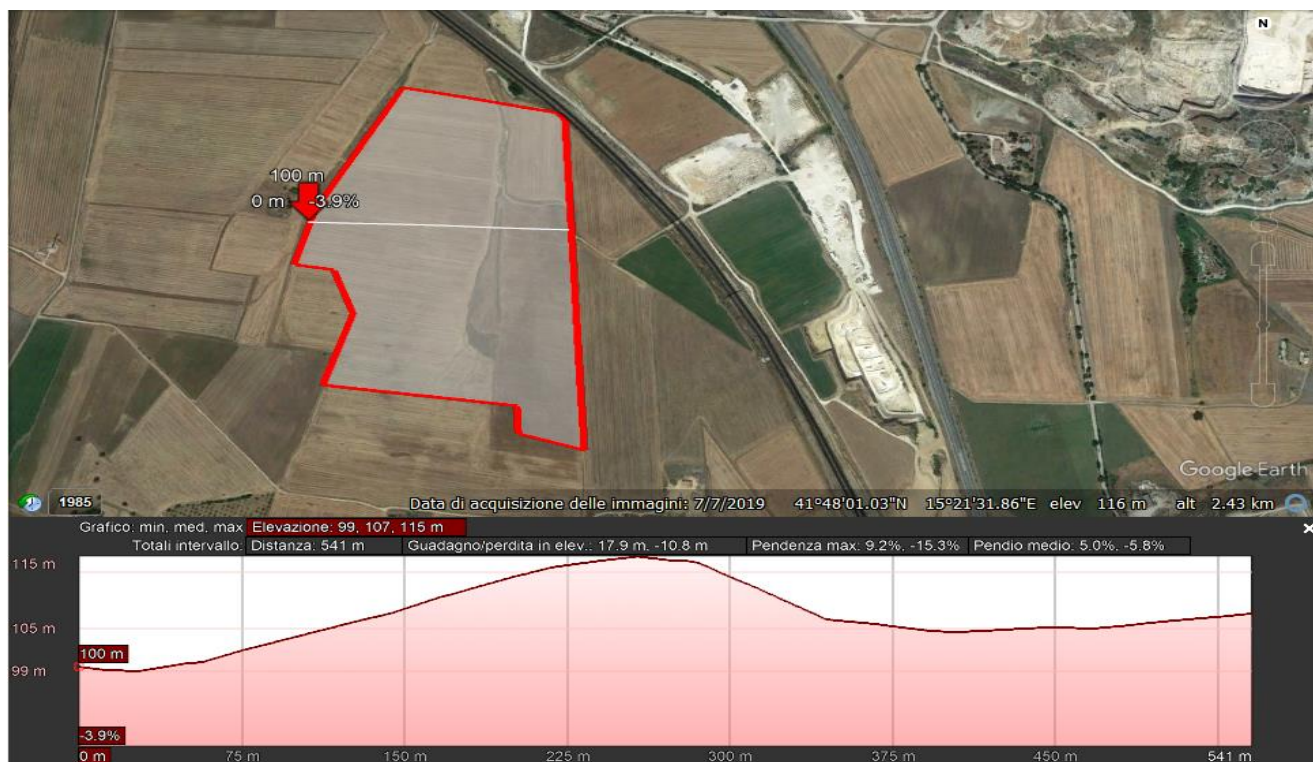 N
100 m
0 m -3.9%
Google Earth
1985
Data di acquisizione delle immagini: 7/7/2019 41°48'01.03"N 15°21'31.86"E elev 116 m alt 2.43 km
Grafico: min, med, max Elevazione: 99, 107, 115 m
Totali intervallo: Distanza: 541 m Guadagno/perdita in elev.: 17.9 m, -10.8 m Pendenza max: 9.2%, -15.3% Pendio medio: 5.0%, -5.8%
115 m
105 m
100 m
99 m
-3.9%
0 m 75 m 150 m 225 m 300 m 375 m 450 m 541 m